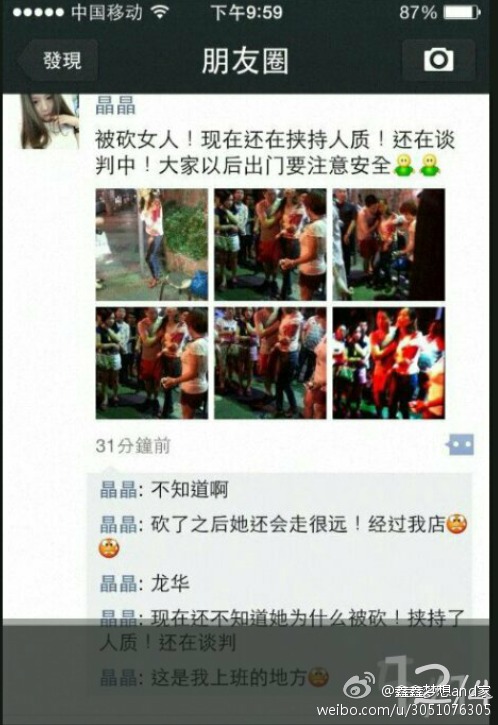 中国移动
下午9:59
87%
發現
朋友圈
晶晶
被砍女人！现在还在挟持人质！还在谈
判中！大家以后出门要注意安全
31分鐘前
晶晶: 不知道啊
晶晶: 砍了之后她还会走很远！经过我店
晶晶: 龙华
晶晶: 现在还不知道她为什么被砍！挟持了
人质！还在谈判
晶晶: 这是我上班的地方
@鑫鑫梦想and家
weibo.com/u/3051076305